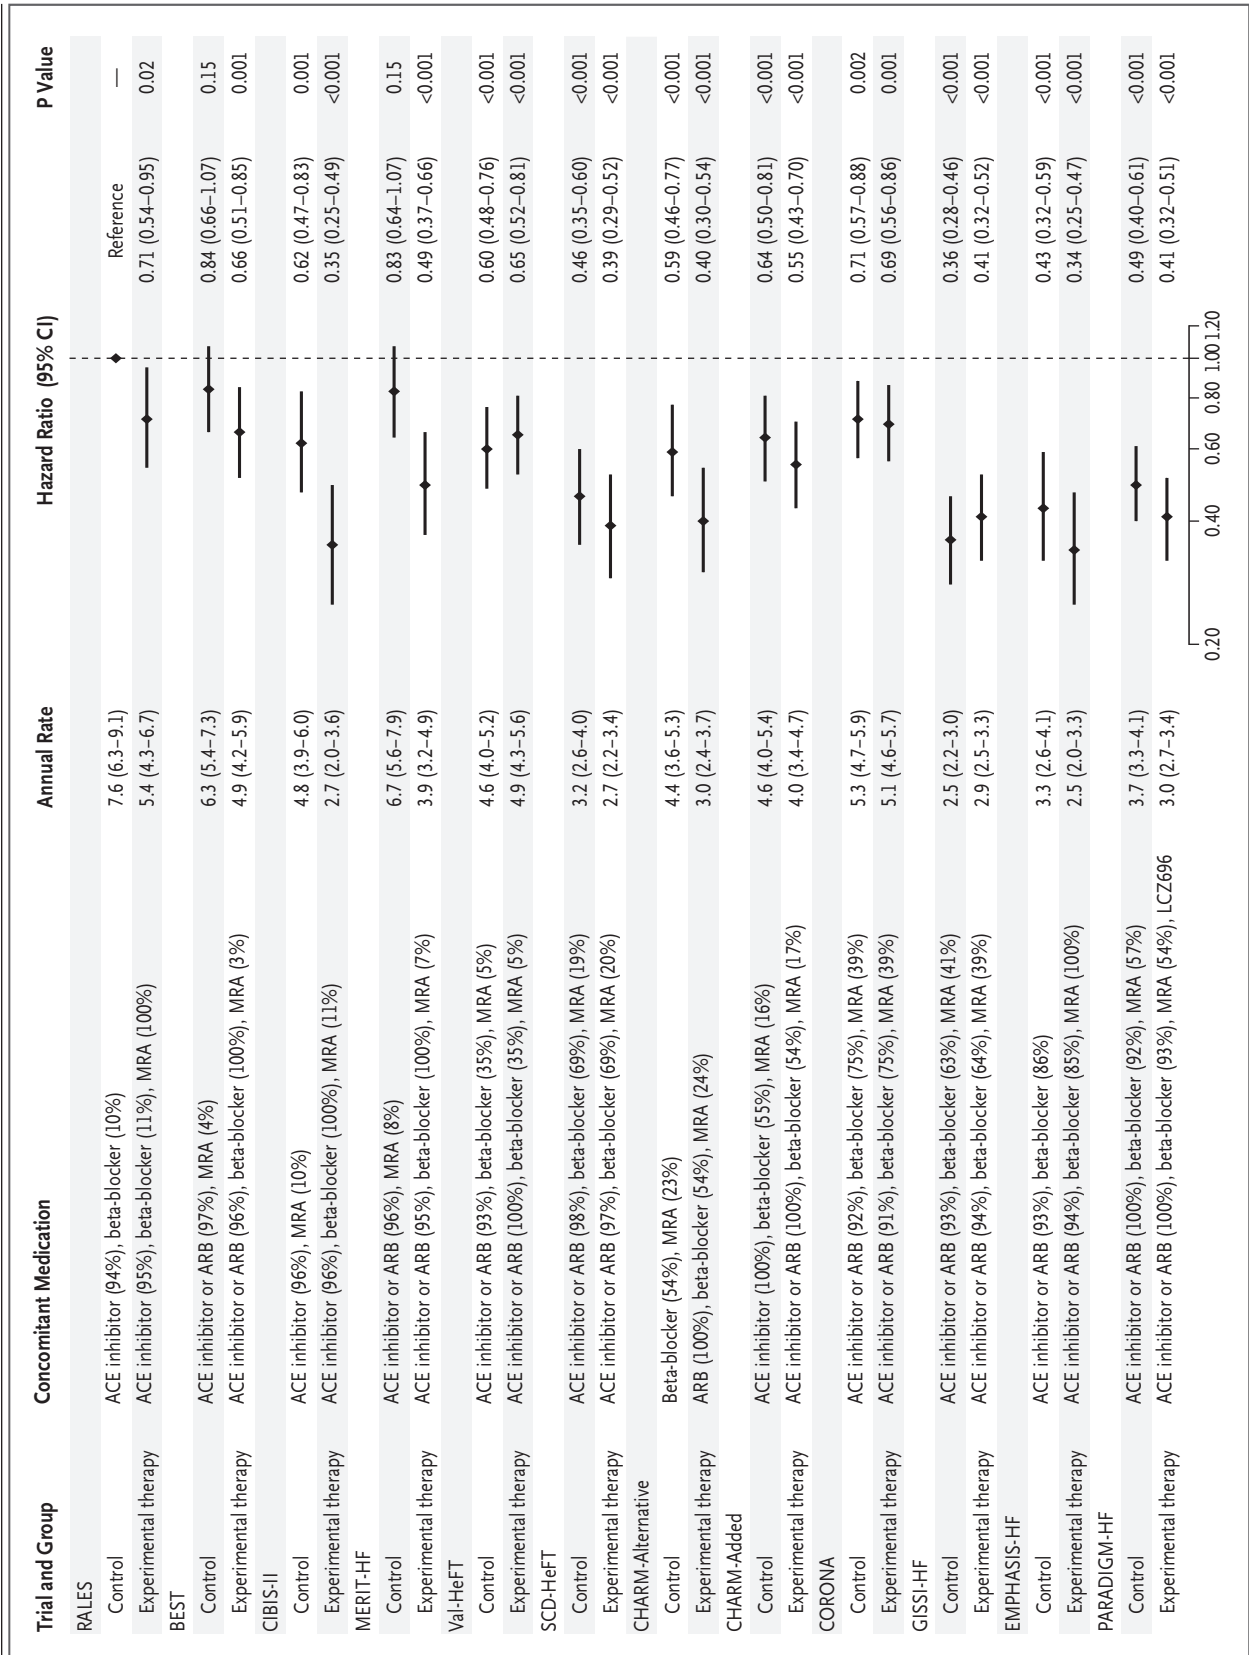 Trial and Group Concomitant Medication Annual Rate Hazard Ratio (95% CI) P Value
RALES
Control ACE inhibitor (94%), beta-blocker (10%) 7.6 (6.3–9.1) Reference —
Experimental therapy ACE inhibitor (95%), beta-blocker (11%), MRA (100%) 5.4 (4.3–6.7) 0.71 (0.54–0.95) 0.02
BEST
Control ACE inhibitor or ARB (97%), MRA (4%) 6.3 (5.4–7.3) 0.84 (0.66–1.07) 0.15
Experimental therapy ACE inhibitor or ARB (96%), beta-blocker (100%), MRA (3%) 4.9 (4.2–5.9) 0.66 (0.51–0.85) 0.001
CIBIS-II
Control ACE inhibitor (96%), MRA (10%) 4.8 (3.9–6.0) 0.62 (0.47–0.83) 0.001
Experimental therapy ACE inhibitor (96%), beta-blocker (100%), MRA (11%) 2.7 (2.0–3.6) 0.35 (0.25–0.49) <0.001
MERIT-HF
Control ACE inhibitor or ARB (96%), MRA (8%) 6.7 (5.6–7.9) 0.83 (0.64–1.07) 0.15
Experimental therapy ACE inhibitor or ARB (95%), beta-blocker (100%), MRA (7%) 3.9 (3.2–4.9) 0.49 (0.37–0.66) <0.001
Val-HeFT
Control ACE inhibitor or ARB (93%), beta-blocker (35%), MRA (5%) 4.6 (4.0–5.2) 0.60 (0.48–0.76) <0.001
Experimental therapy ACE inhibitor or ARB (100%), beta-blocker (35%), MRA (5%) 4.9 (4.3–5.6) 0.65 (0.52–0.81) <0.001
SCD-HeFT
Control ACE inhibitor or ARB (98%), beta-blocker (69%), MRA (19%) 3.2 (2.6–4.0) 0.46 (0.35–0.60) <0.001
Experimental therapy ACE inhibitor or ARB (97%), beta-blocker (69%), MRA (20%) 2.7 (2.2–3.4) 0.39 (0.29–0.52) <0.001
CHARM-Alternative
Control Beta-blocker (54%), MRA (23%) 4.4 (3.6–5.3) 0.59 (0.46–0.77) <0.001
Experimental therapy ARB (100%), beta-blocker (54%), MRA (24%) 3.0 (2.4–3.7) 0.40 (0.30–0.54) <0.001
CHARM-Added
Control ACE inhibitor (100%), beta-blocker (55%), MRA (16%) 4.6 (4.0–5.4) 0.64 (0.50–0.81) <0.001
Experimental therapy ACE inhibitor or ARB (100%), beta-blocker (54%), MRA (17%) 4.0 (3.4–4.7) 0.55 (0.43–0.70) <0.001
CORONA
Control ACE inhibitor or ARB (92%), beta-blocker (75%), MRA (39%) 5.3 (4.7–5.9) 0.71 (0.57–0.88) 0.002
Experimental therapy ACE inhibitor or ARB (91%), beta-blocker (75%), MRA (39%) 5.1 (4.6–5.7) 0.69 (0.56–0.86) 0.001
GISSI-HF
Control ACE inhibitor or ARB (93%), beta-blocker (63%), MRA (41%) 2.5 (2.2–3.0) 0.36 (0.28–0.46) <0.001
Experimental therapy ACE inhibitor or ARB (94%), beta-blocker (64%), MRA (39%) 2.9 (2.5–3.3) 0.41 (0.32–0.52) <0.001
EMPHASIS-HF
Control ACE inhibitor or ARB (93%), beta-blocker (86%) 3.3 (2.6–4.1) 0.43 (0.32–0.59) <0.001
Experimental therapy ACE inhibitor or ARB (94%), beta-blocker (85%), MRA (100%) 2.5 (2.0–3.3) 0.34 (0.25–0.47) <0.001
PARADIGM-HF
Control ACE inhibitor or ARB (100%), beta-blocker (92%), MRA (57%) 3.7 (3.3–4.1) 0.49 (0.40–0.61) <0.001
Experimental therapy ACE inhibitor or ARB (100%), beta-blocker (93%), MRA (54%), LCZ696 3.0 (2.7–3.4) 0.41 (0.32–0.51) <0.001
0.20 0.40 0.60 0.80 1.00 1.20